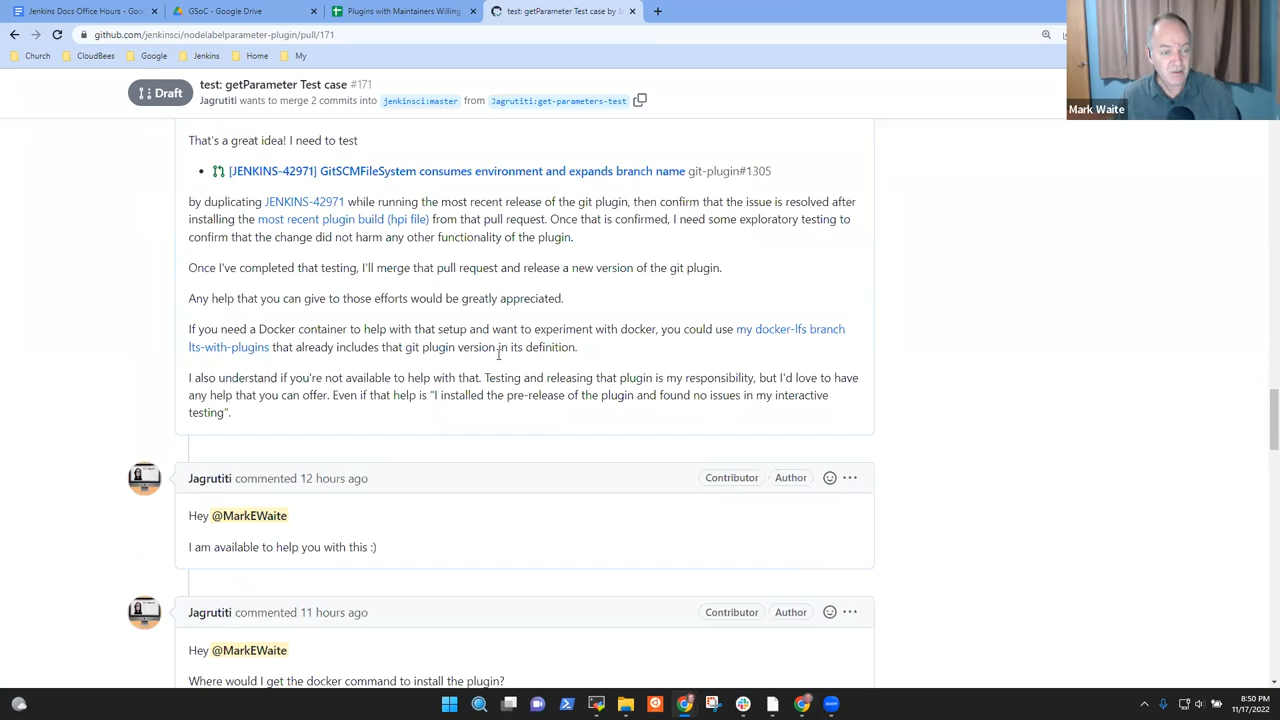 Jenkins Docs Office Hours - Goo
GSoC - Google Drive
Plugins with Maintainers Willing
test: getParameter Test case by Ja
github.com/jenkinsci/nodelabelparameter-plugin/pull/171
Church
CloudBees
Google
Jenkins
Home
My
Mark Waite
Draft
test: getParameter Test case #171
Jagrutiti wants to merge 2 commits into jenkinsci:master from Jagrutiti:get-parameters-test
That's a great idea! I need to test
[JENKINS-42971] GitSCMFileSystem consumes environment and expands branch name git-plugin#1305
by duplicating JENKINS-42971 while running the most recent release of the git plugin, then confirm that the issue is resolved after
installing the most recent plugin build (hpi file) from that pull request. Once that is confirmed, I need some exploratory testing to
confirm that the change did not harm any other functionality of the plugin.
Once I've completed that testing, I'll merge that pull request and release a new version of the git plugin.
Any help that you can give to those efforts would be greatly appreciated.
If you need a Docker container to help with that setup and want to experiment with docker, you could use my docker-lfs branch
lts-with-plugins that already includes that git plugin version in its definition.
I also understand if you're not available to help with that. Testing and releasing that plugin is my responsibility, but I'd love to have
any help that you can offer. Even if that help is "I installed the pre-release of the plugin and found no issues in my interactive
testing".
Jagrutiti commented 12 hours ago
Contributor
Author
Hey @MarkEWaite
I am available to help you with this :)
Jagrutiti commented 11 hours ago
Contributor
Author
Hey @MarkEWaite
Where would I get the docker command to install the plugin?
8:50 PM
11/17/2022